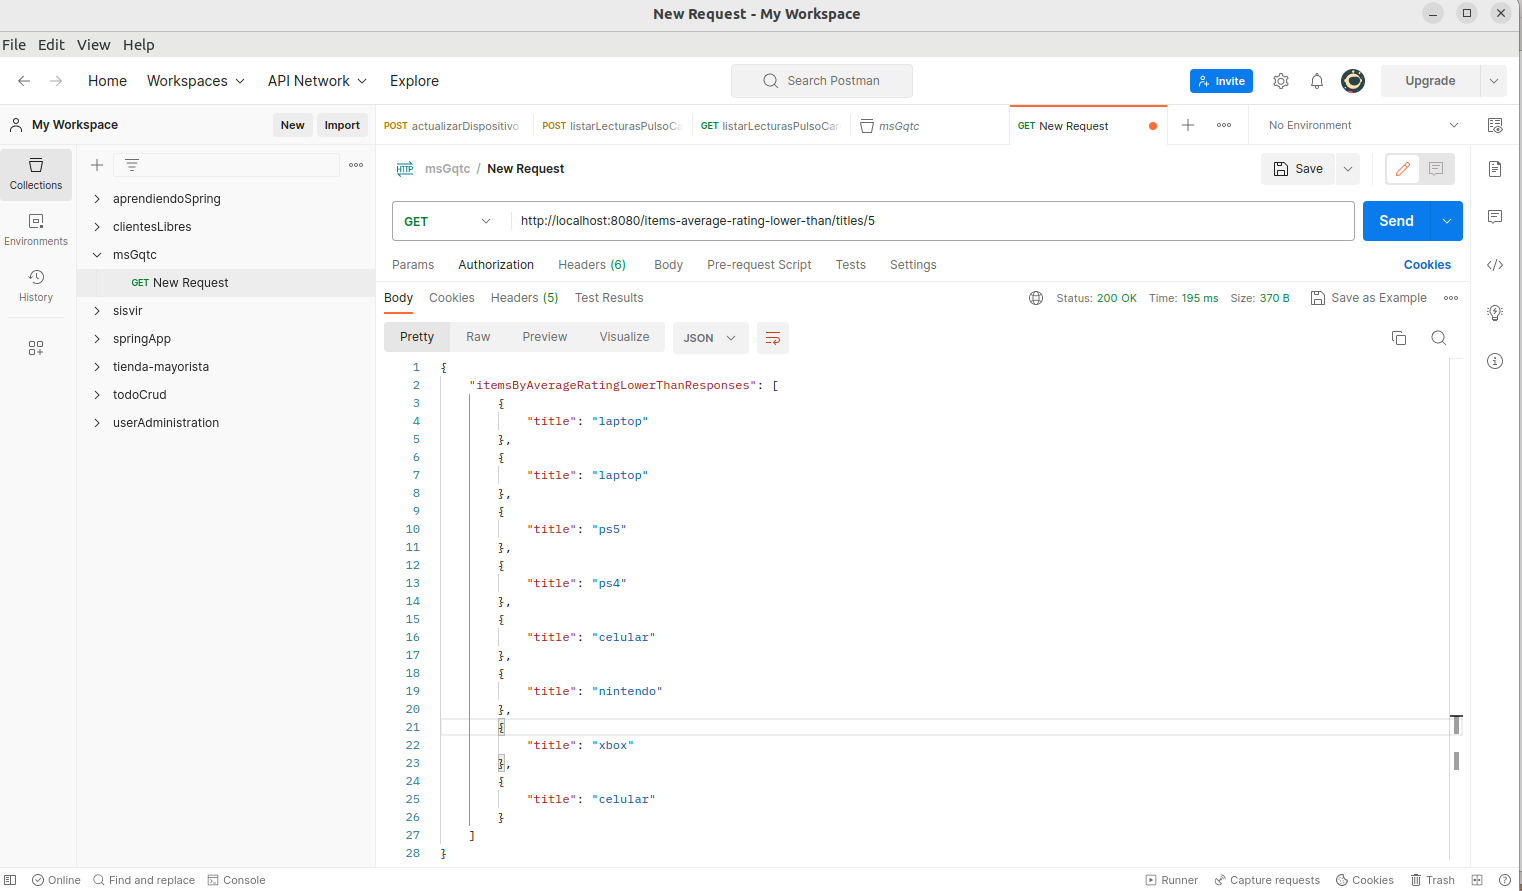 New Request - My Workspace
File Edit View Help
Home Workspaces API Network Explore
Search Postman
Invite
Upgrade
My Workspace
New
Import
POST actualizarDispositivo
POST listarLecturasPulsoCa
GET listarLecturasPulsoCar
msGqtc
GET New Request
No Environment
Collections
Environments
History
aprendiendoSpring
clientesLibres
msGqtc
GET New Request
sisvir
springApp
tienda-mayorista
todoCrud
userAdministration
HTTP msGqtc / New Request
Save
GET http://localhost:8080/items-average-rating-lower-than/titles/5
Send
Params Authorization Headers (6) Body Pre-request Script Tests Settings Cookies
Body Cookies Headers (5) Test Results Status: 200 OK Time: 195 ms Size: 370 B Save as Example
Pretty Raw Preview Visualize JSON
1 {
2 "itemsByAverageRatingLowerThanResponses": [
3 {
4 "title": "laptop"
5 },
6 {
7 "title": "laptop"
8 },
9 {
10 "title": "ps5"
11 },
12 {
13 "title": "ps4"
14 },
15 {
16 "title": "celular"
17 },
18 {
19 "title": "nintendo"
20 },
21 {
22 "title": "xbox"
23 },
24 {
25 "title": "celular"
26 }
27 ]
28 }
Online Find and replace Console Runner Capture requests Cookies Trash